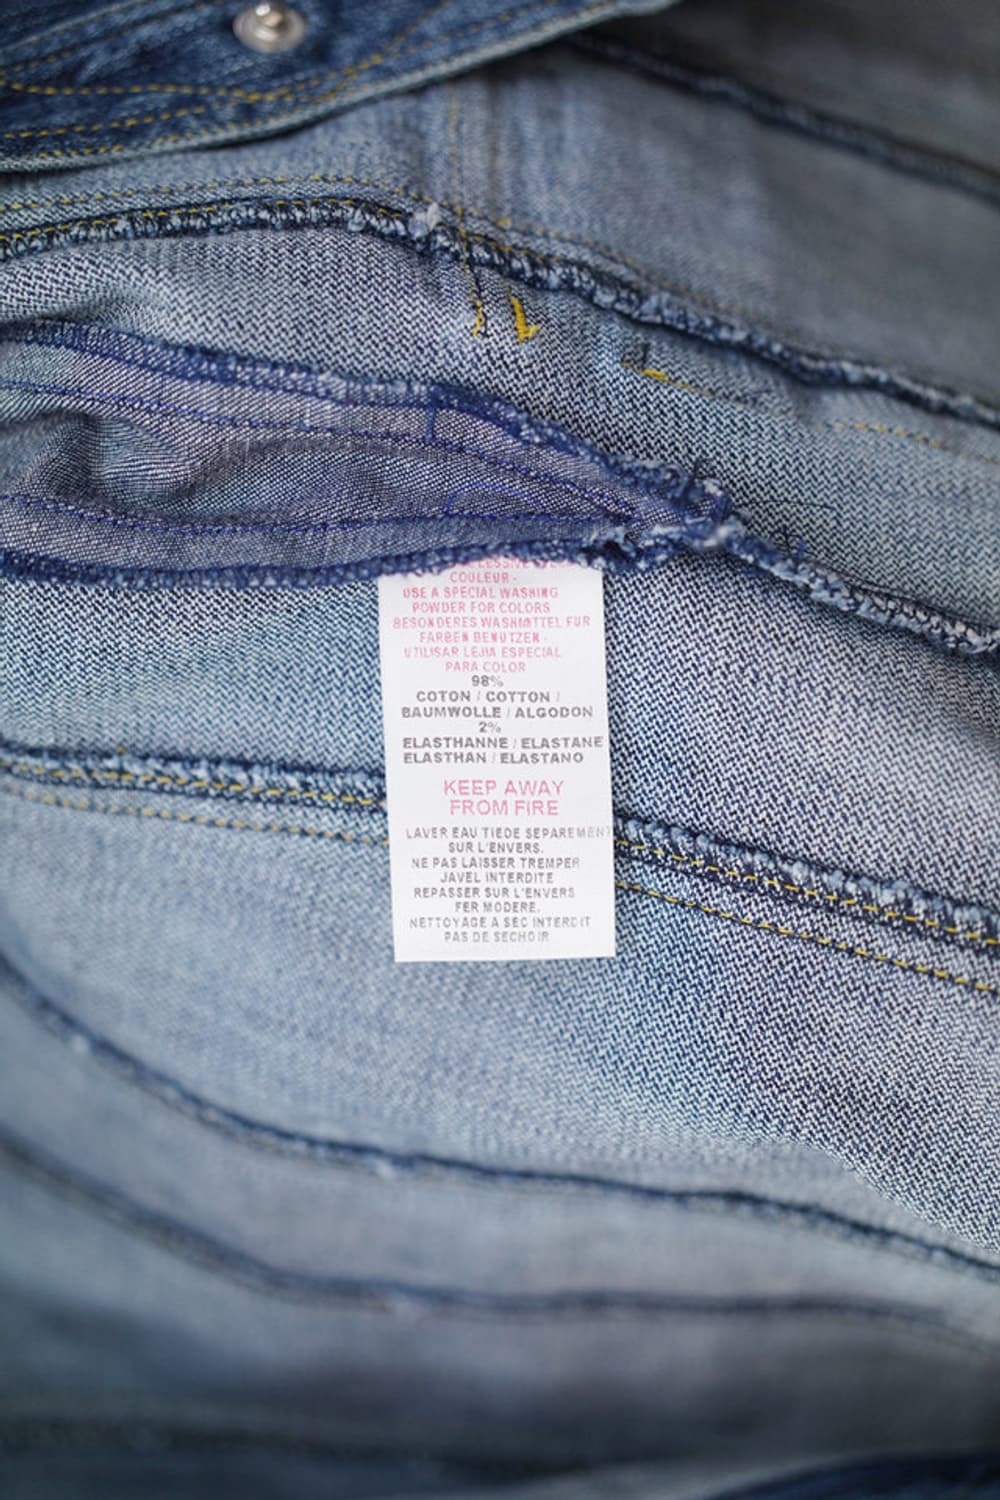 COULEUR -
USE A SPECIAL WASHING
POWDER FOR COLORS
BESONDERES WASHMITTEL FUR
FARBEN BENUTZEN -
UTILISAR LEJIA ESPECIAL
PARA COLOR
98%
COTON / COTTON /
BAUMWOLLE / ALGODON
2%
ELASTHANNE / ELASTANE
ELASTHAN / ELASTANO
KEEP AWAY
FROM FIRE
LAVER EAU TIEDE SEPAREMENT
SUR L'ENVERS.
NE PAS LAISSER TREMPER
JAVEL INTERDITE
REPASSER SUR L'ENVERS
FER MODERE.
NETTOYAGE A SEC INTERDIT
PAS DE SECHOIR